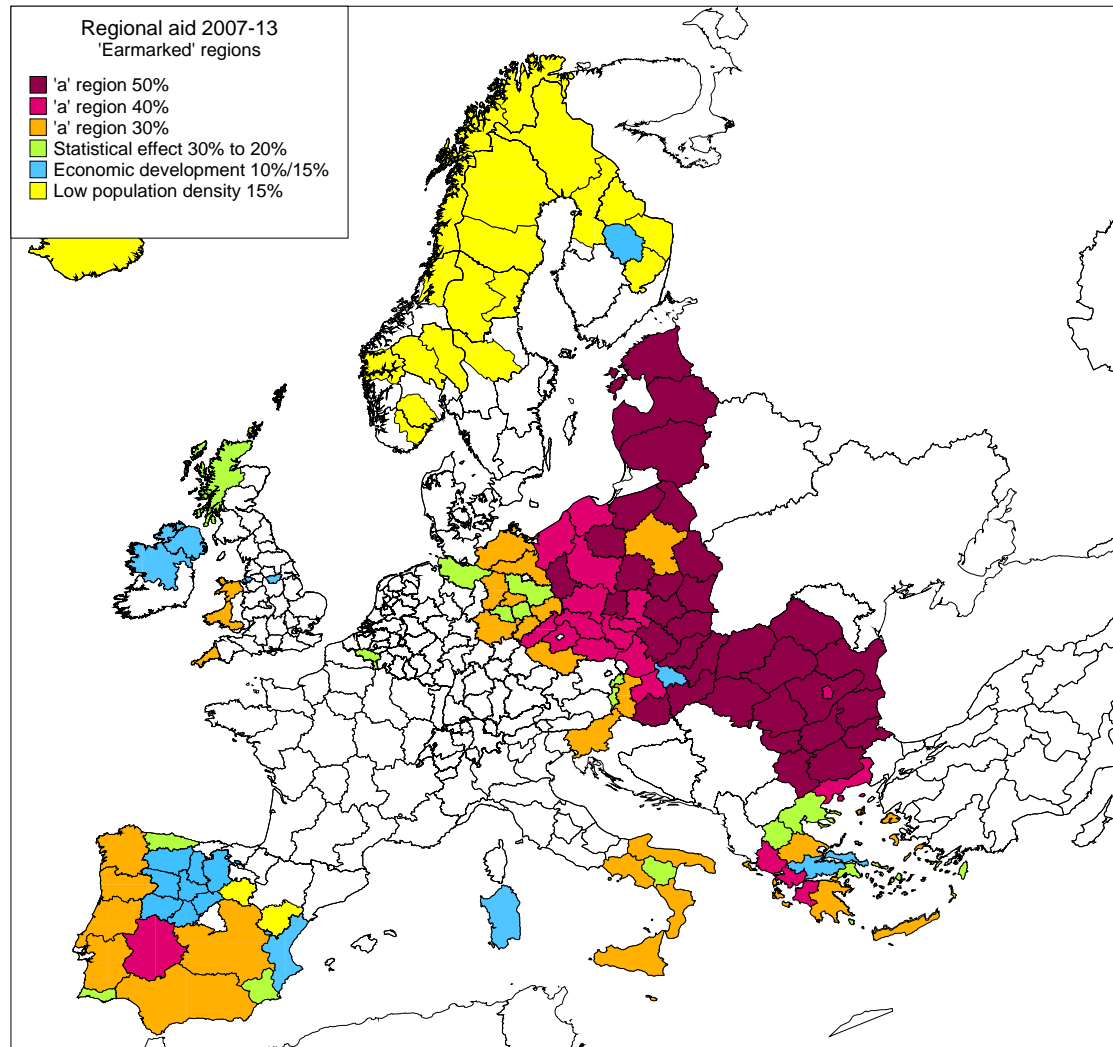 Regional aid 2007-13
'Earmarked' regions
'a' region 50%
'a' region 40%
'a' region 30%
Statistical effect 30% to 20%
Economic development 10%/15%
Low population density 15%